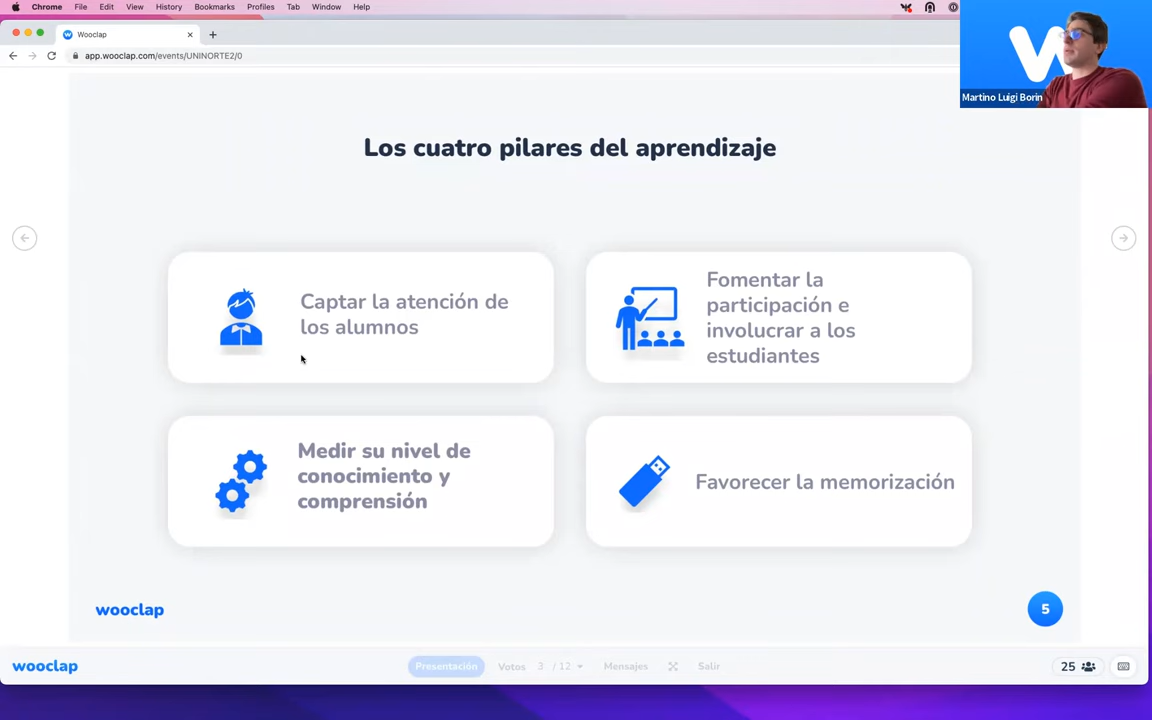 Chrome File Edit View History Bookmarks Profiles Tab Window Help
Wooclap
app.wooclap.com/events/UNINORTE2/0
Martino Luigi Borin
Los cuatro pilares del aprendizaje
Captar la atención de
los alumnos
Fomentar la
participación e
involucrar a los
estudiantes
Medir su nivel de
conocimiento y
comprensión
Favorecer la memorización
wooclap
5
wooclap
Presentación Votos 3 / 12 Mensajes Salir
25